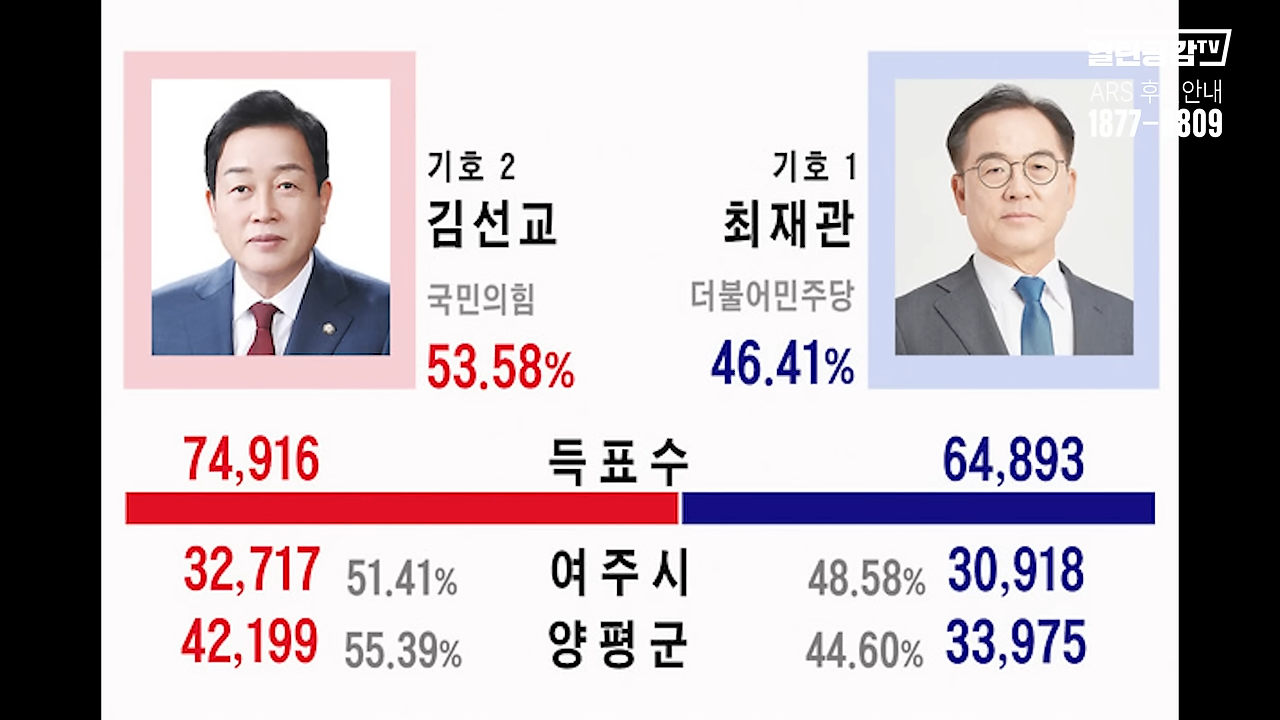 TV
ARS 후 안내
기호 2
김선교
국민의힘
53.58%
기호 1
최재관
더불어민주당
46.41%
74,916 득표수 64,893
32,717 51.41% 여주시 48.58% 30,918
42,199 55.39% 양평군 44.60% 33,975